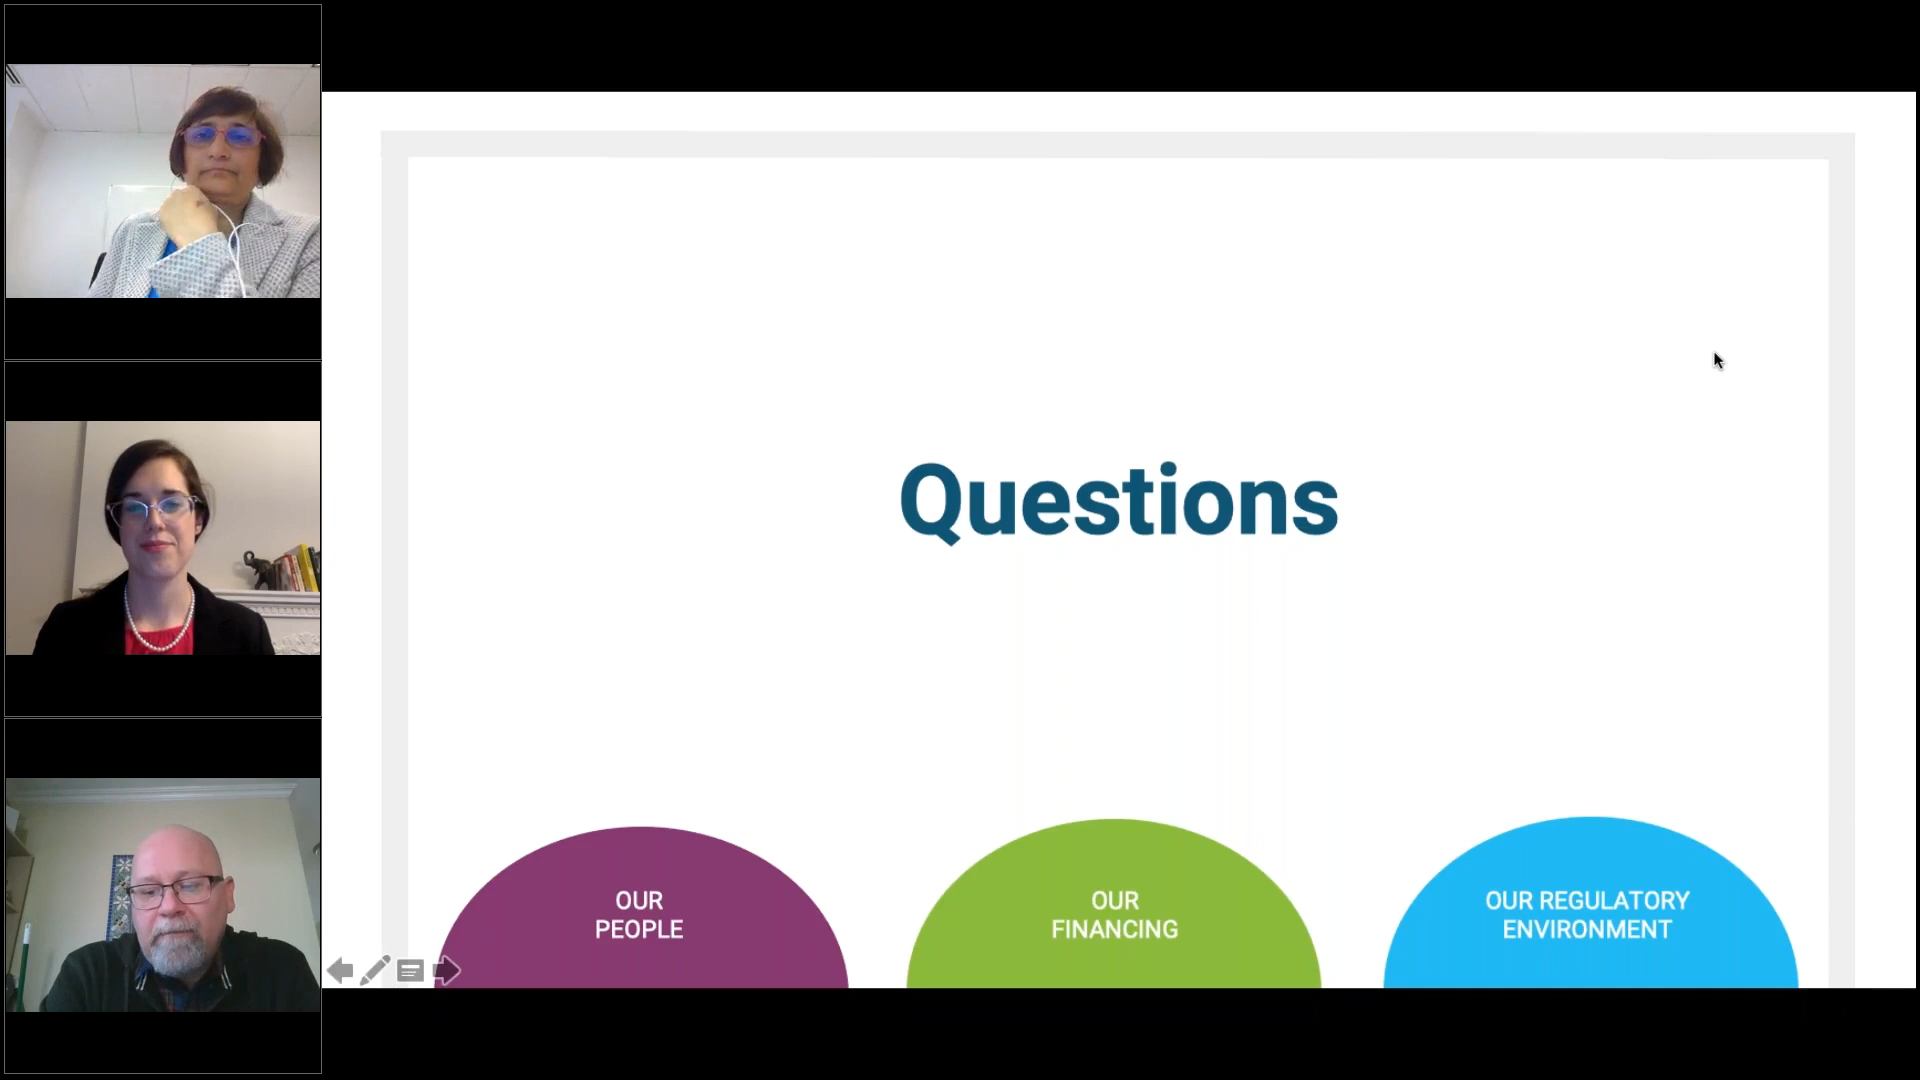 Questions
OUR
PEOPLE
OUR
FINANCING
OUR REGULATORY
ENVIRONMENT